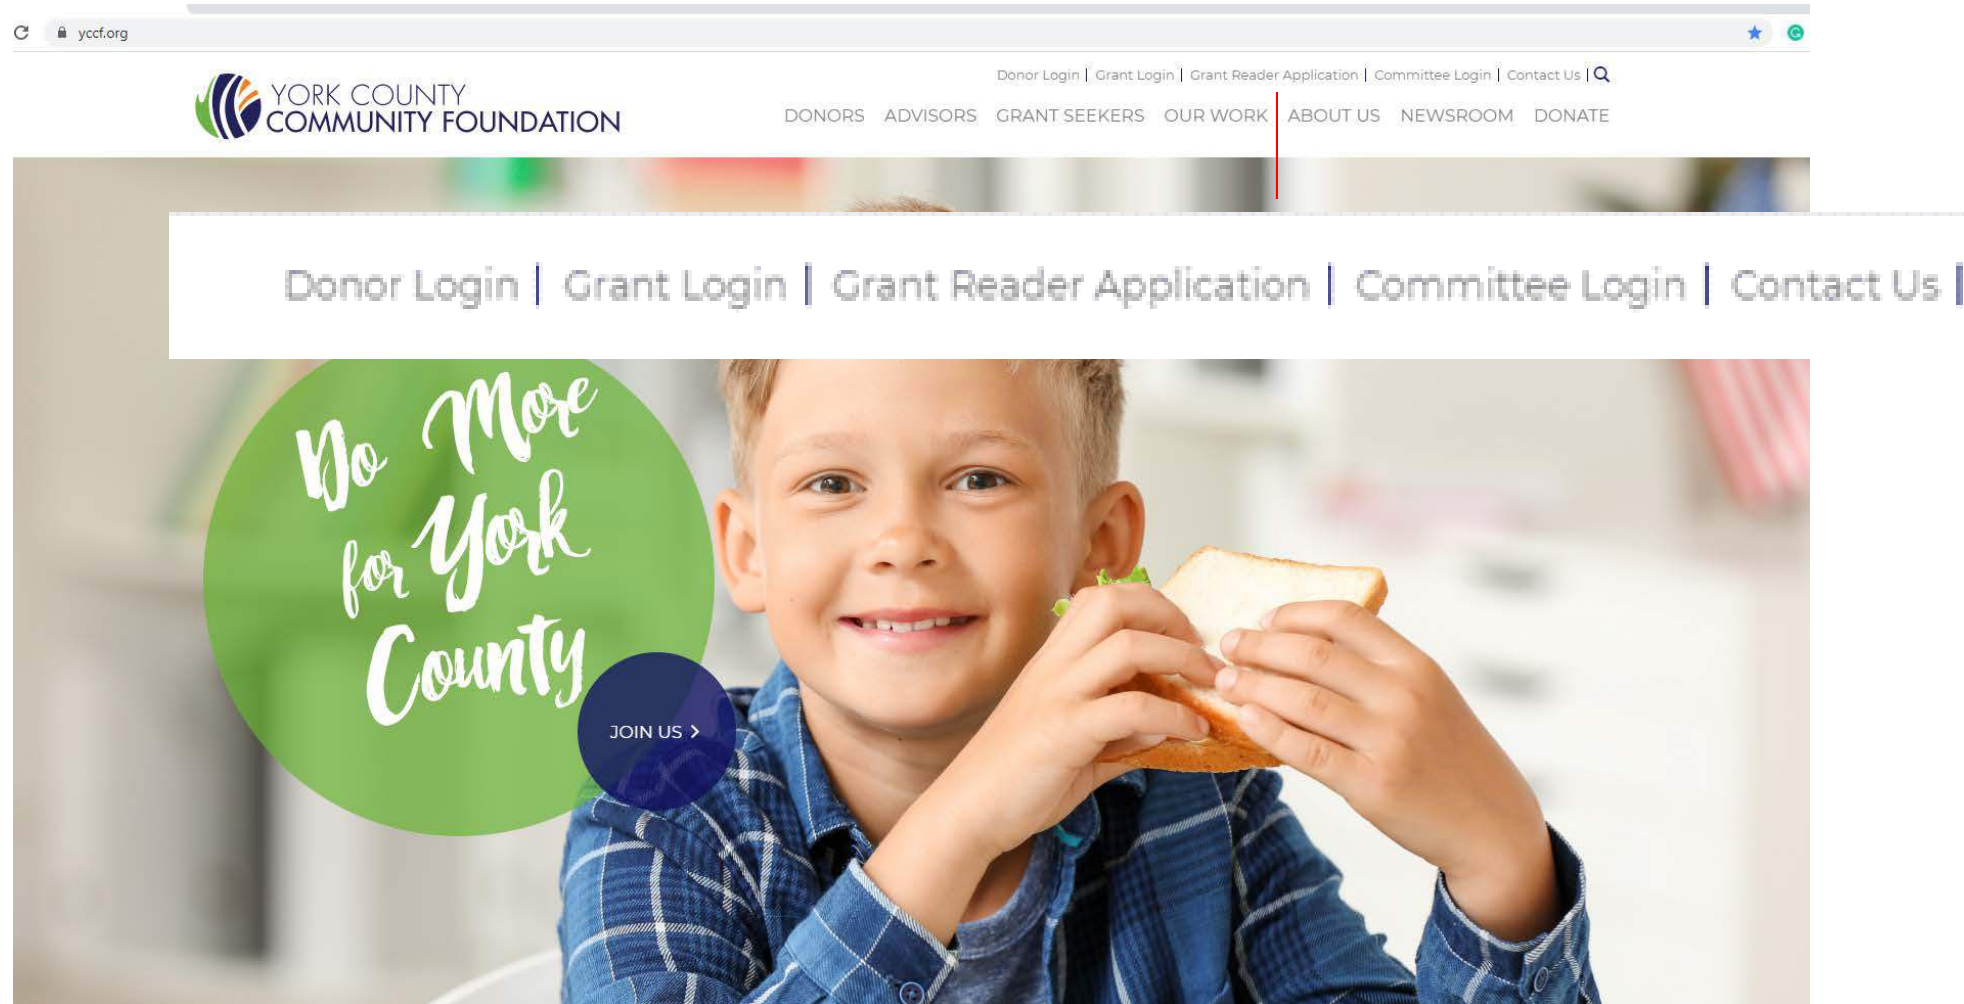 yccf.org
Donor Login | Grant Login | Grant Reader Application | Committee Login | Contact Us |
YORK COUNTY
COMMUNITY FOUNDATION
DONORS ADVISORS GRANT SEEKERS OUR WORK ABOUT US NEWSROOM DONATE
Donor Login | Grant Login | Grant Reader Application | Committee Login | Contact Us |
Do More
for York
County
JOIN US >